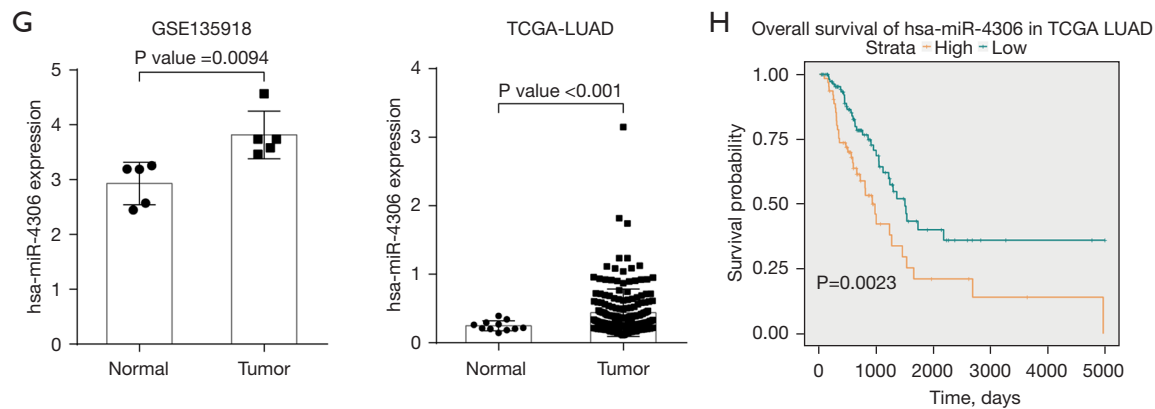 G
GSE135918
P value =0.0094
hsa-miR-4306 expression
5
4
3
2
1
0
Normal
Tumor
TCGA-LUAD
P value <0.001
hsa-miR-4306 expression
4
3
2
1
0
Normal
Tumor
H
Overall survival of hsa-miR-4306 in TCGA LUAD
Strata High Low
Survival probability
1.00
0.75
0.50
0.25
0.00
P=0.0023
0 1000 2000 3000 4000 5000
Time, days